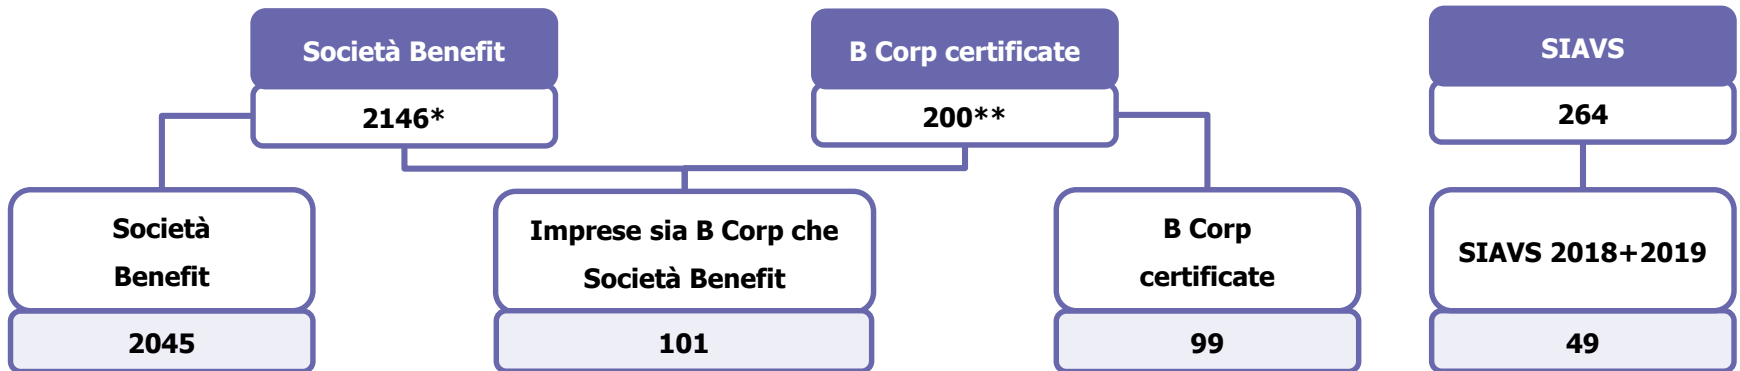 Società Benefit
B Corp certificate
SIAVS
2146*
200**
264
Società
Benefit
Imprese sia B Corp che
Società Benefit
B Corp
certificate
SIAVS 2018+2019
2045
101
99
49